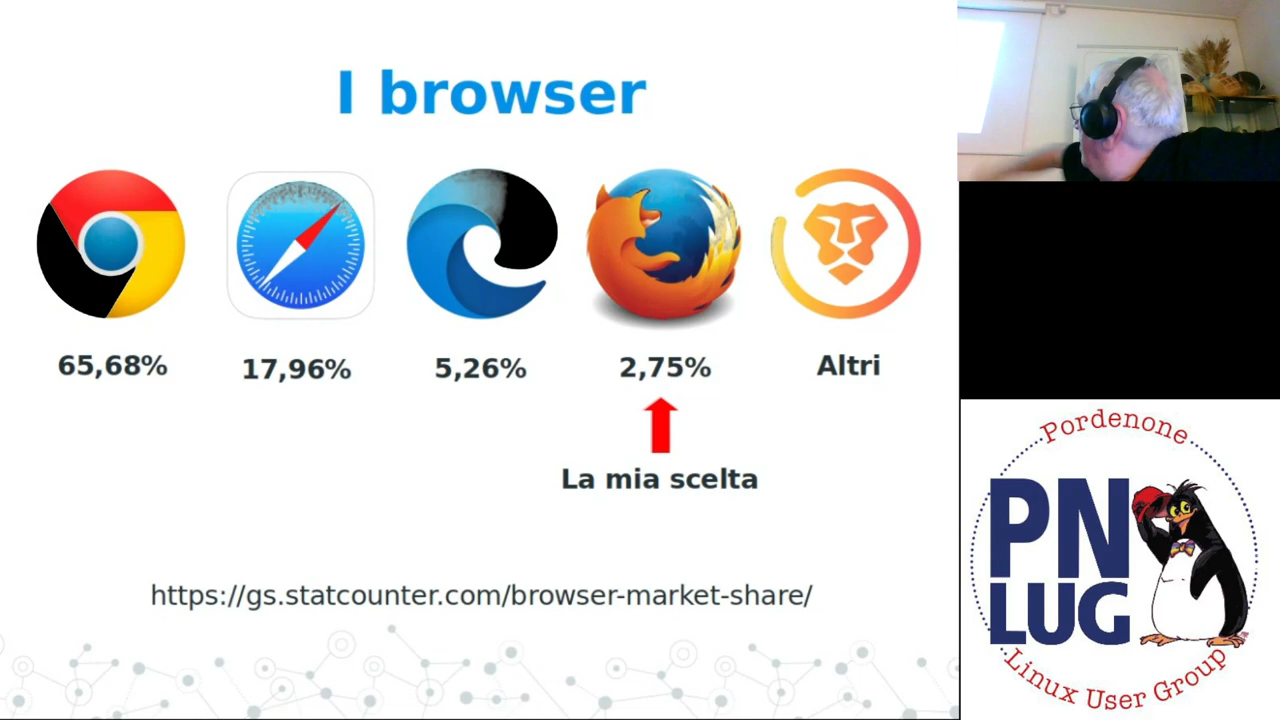 I browser
65,68%
17,96%
5,26%
2,75%
Altri
La mia scelta
https://gs.statcounter.com/browser-market-share/
Pordenone
PN
LUG
Linux User Group